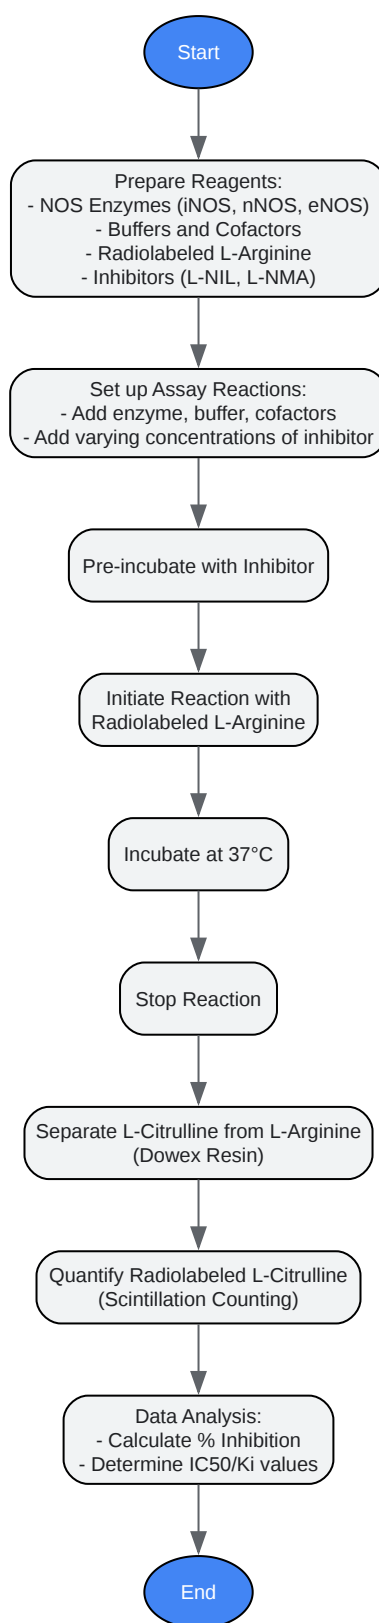 Start
Prepare Reagents:
- NOS Enzymes (iNOS, nNOS, eNOS)
- Buffers and Cofactors
- Radiolabeled L-Arginine
- Inhibitors (L-NIL, L-NMA)
Set up Assay Reactions:
- Add enzyme, buffer, cofactors
- Add varying concentrations of inhibitor
Pre-incubate with Inhibitor
Initiate Reaction with
Radiolabeled L-Arginine
Incubate at 37°C
Stop Reaction
Separate L-Citrulline from L-Arginine
(Dowex Resin)
Quantify Radiolabeled L-Citrulline
(Scintillation Counting)
Data Analysis:
- Calculate % Inhibition
- Determine IC50/Ki values
End